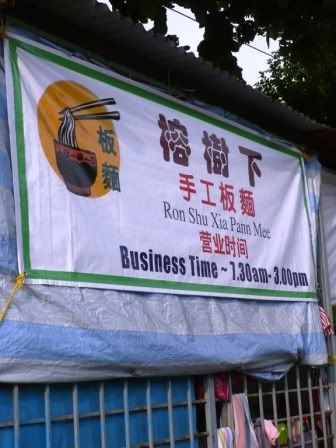 板麵
榕樹下
手工板麵
Ron Shu Xia Pann Mee
营业时间
Business Time ~ 7.30am- 3.00pm